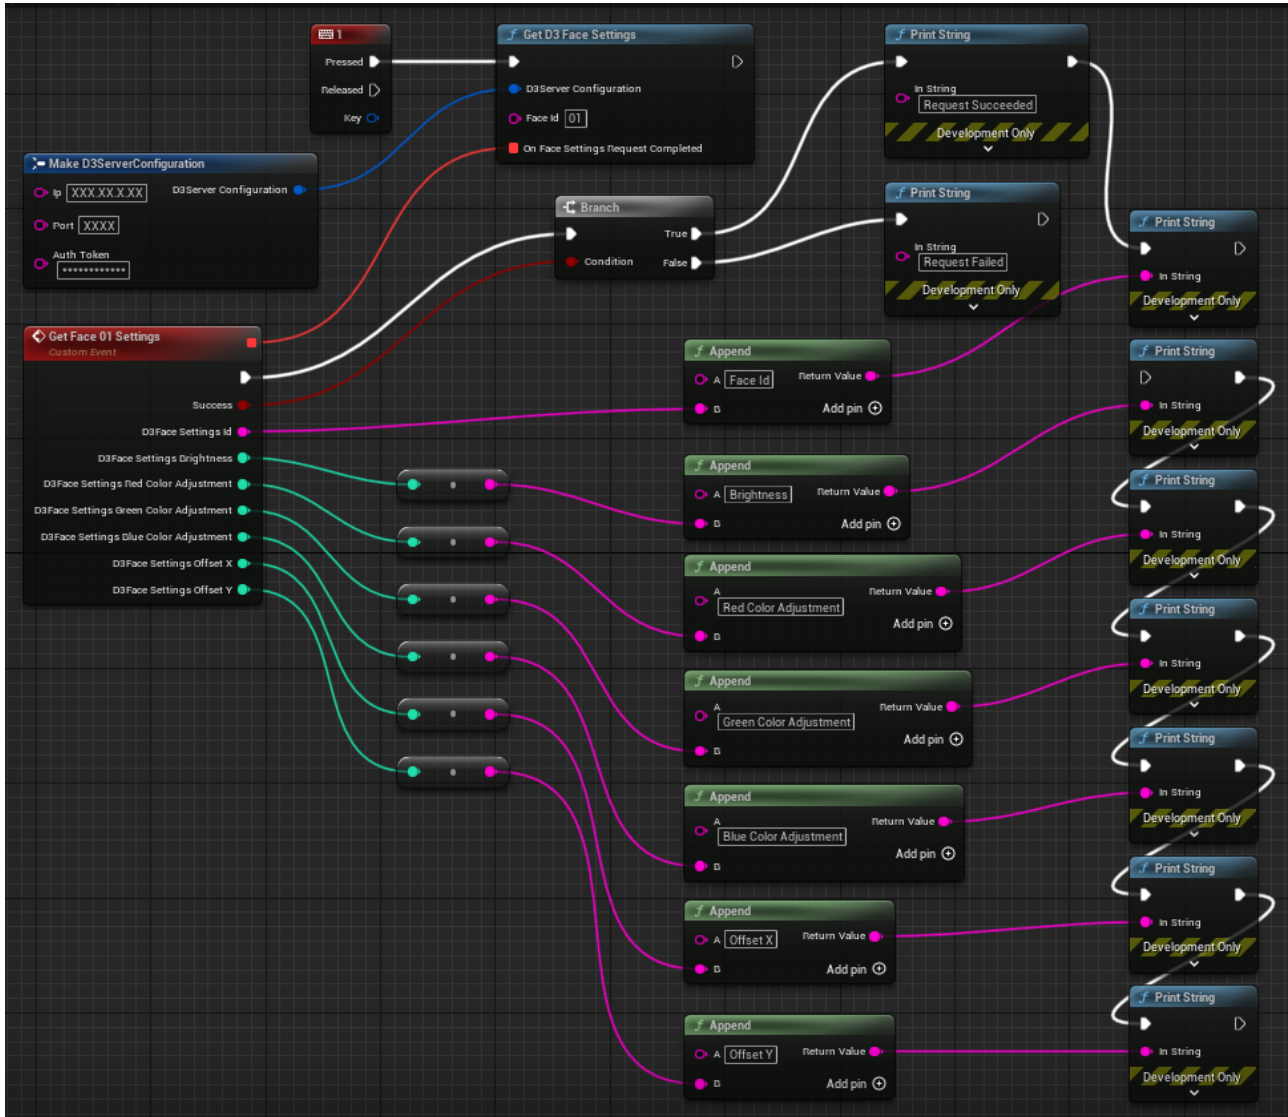 1
Pressed
Released
Key
Get D3 Face Settings
D3Server Configuration
Face Id 01
On Face Settings Request Completed
Print String
In String
Request Succeeded
Development Only
Make D3ServerConfiguration
Ip XXX.XX.X.XX
D3Server Configuration
Port XXXX
Auth Token
••••••••••••
Branch
True
Condition
False
Print String
In String
Request Failed
Development Only
Print String
In String
Development Only
Get Face 01 Settings
Custom Event
Success
D3Face Settings Id
D3Face Settings Brightness
D3Face Settings Red Color Adjustment
D3Face Settings Green Color Adjustment
D3Face Settings Blue Color Adjustment
D3Face Settings Offset X
D3Face Settings Offset Y
Append
A Face Id
Return Value
B
Add pin
Print String
In String
Development Only
Append
A Brightness
Return Value
B
Add pin
Print String
In String
Development Only
Append
A
Red Color Adjustment
Return Value
B
Add pin
Print String
In String
Development Only
Append
A
Green Color Adjustment
Return Value
B
Add pin
Print String
In String
Development Only
Append
A
Blue Color Adjustment
Return Value
B
Add pin
Print String
In String
Development Only
Append
A Offset X
Return Value
B
Add pin
Print String
In String
Development Only
Append
A Offset Y
Return Value
B
Add pin